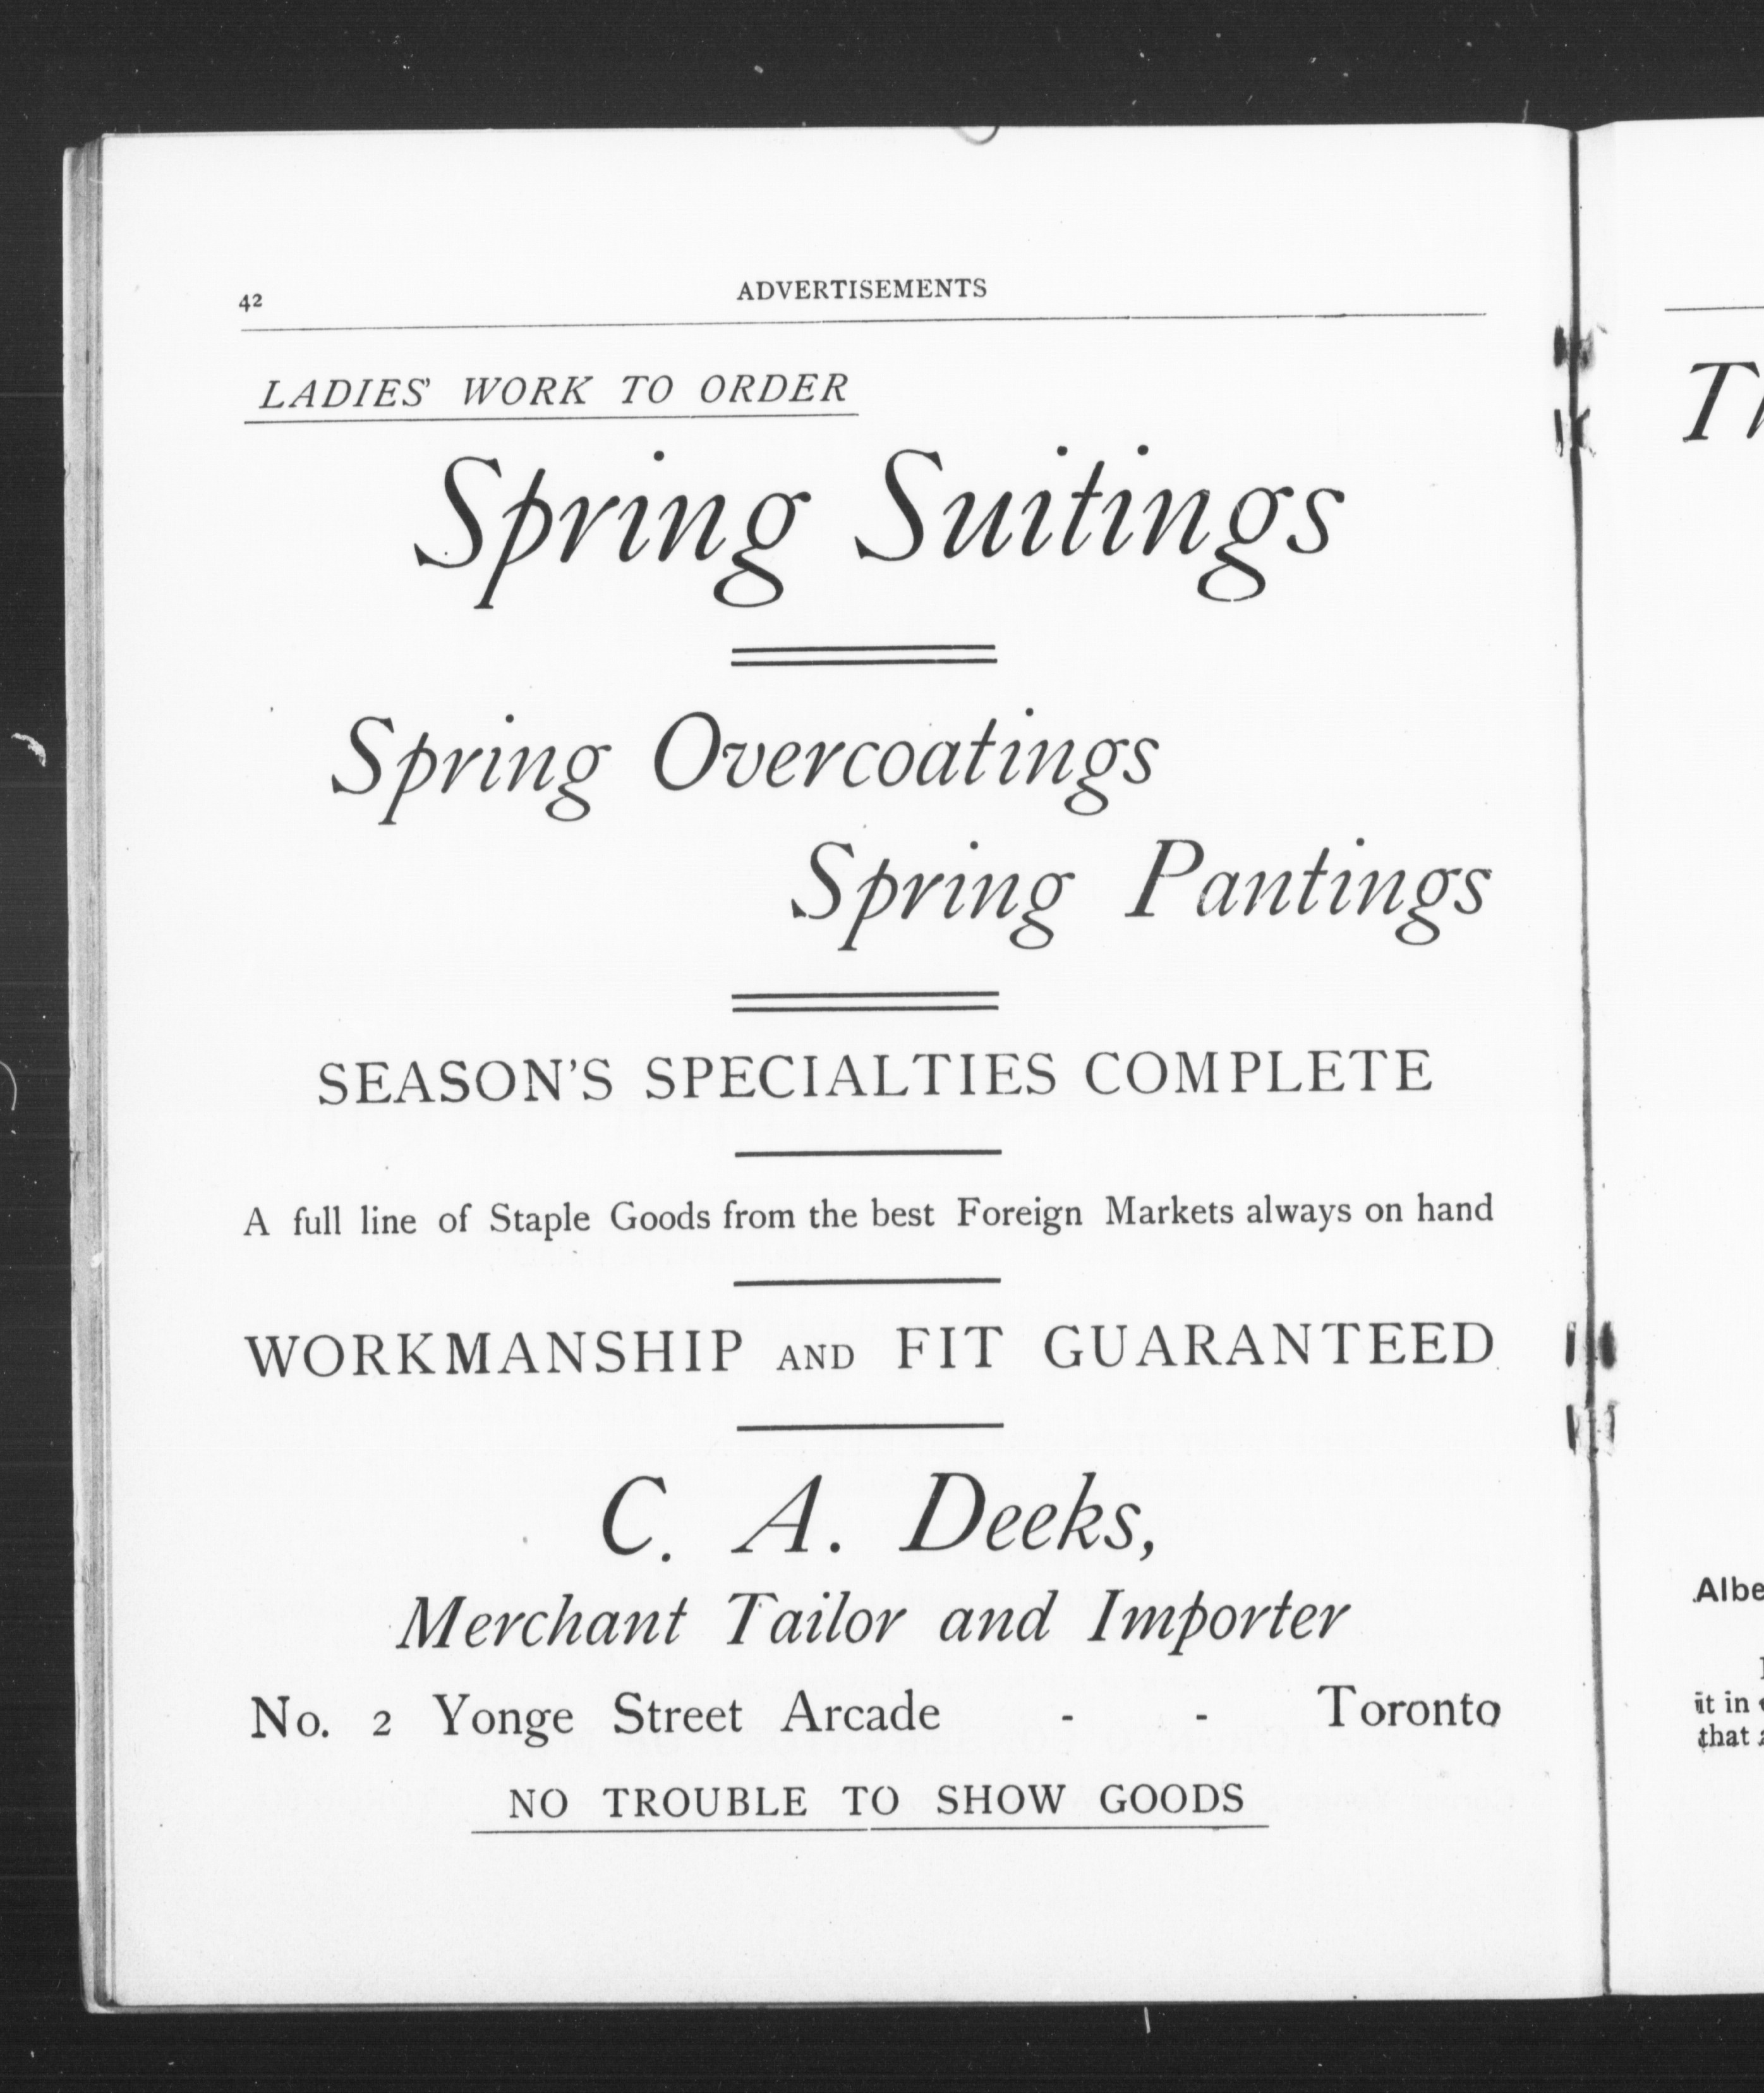 42
ADVERTISEMENTS
LADIES' WORK TO ORDER
Spring Suitings
Spring Overcoatings
Spring Pantings
SEASON'S SPECIALTIES COMPLETE
A full line of Staple Goods from the best Foreign Markets always on hand
WORKMANSHIP AND FIT GUARANTEED
C. A. Deeks,
Merchant Tailor and Importer
No. 2 Yonge Street Arcade - - Toronto
NO TROUBLE TO SHOW GOODS
it in
that